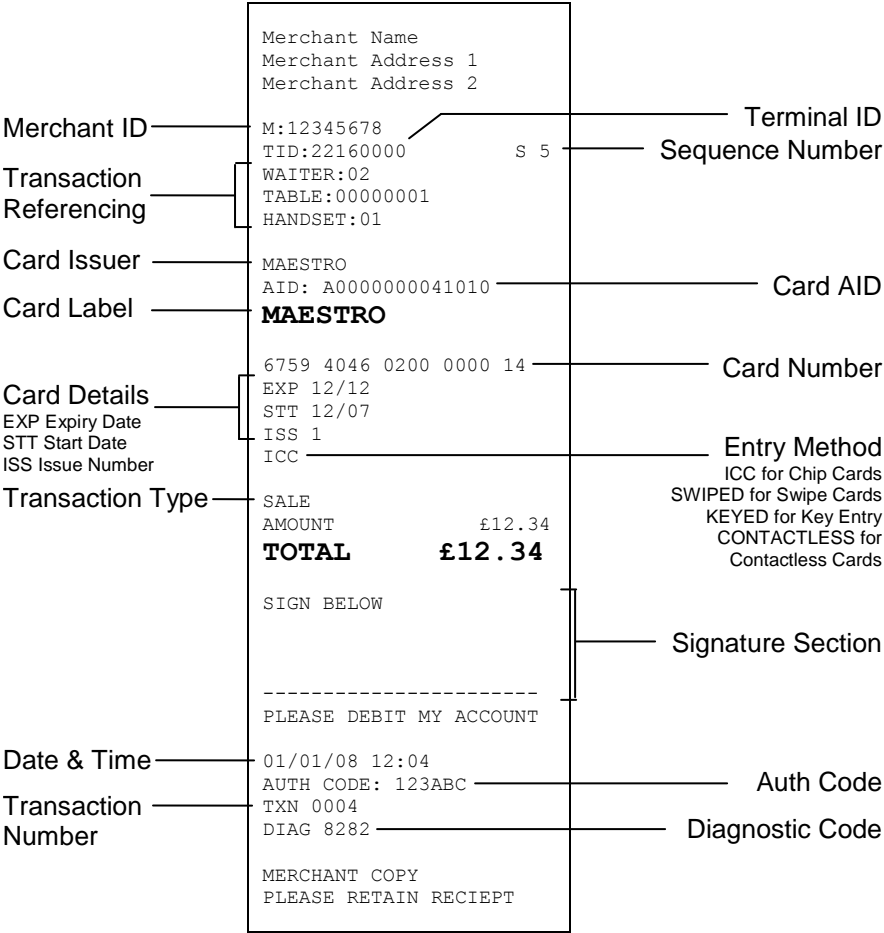 Merchant Name
Merchant Address 1
Merchant Address 2
Merchant ID
M:12345678
Terminal ID
TID:22160000 S 5
Sequence Number
Transaction
Referencing
WAITER:02
TABLE:00000001
HANDSET:01
Card Issuer
MAESTRO
AID: A0000000041010
Card AID
Card Label
MAESTRO
6759 4046 0200 0000 14
Card Number
Card Details
EXP Expiry Date
STT Start Date
ISS Issue Number
EXP 12/12
STT 12/07
ISS 1
ICC
Entry Method
ICC for Chip Cards
SWIPED for Swipe Cards
KEYED for Key Entry
CONTACTLESS for
Contactless Cards
Transaction Type
SALE
AMOUNT £12.34
TOTAL £12.34
SIGN BELOW
Signature Section
-----------------------
PLEASE DEBIT MY ACCOUNT
Date & Time
01/01/08 12:04
AUTH CODE: 123ABC
Auth Code
Transaction
Number
TXN 0004
DIAG 8282
Diagnostic Code
MERCHANT COPY
PLEASE RETAIN RECIEPT